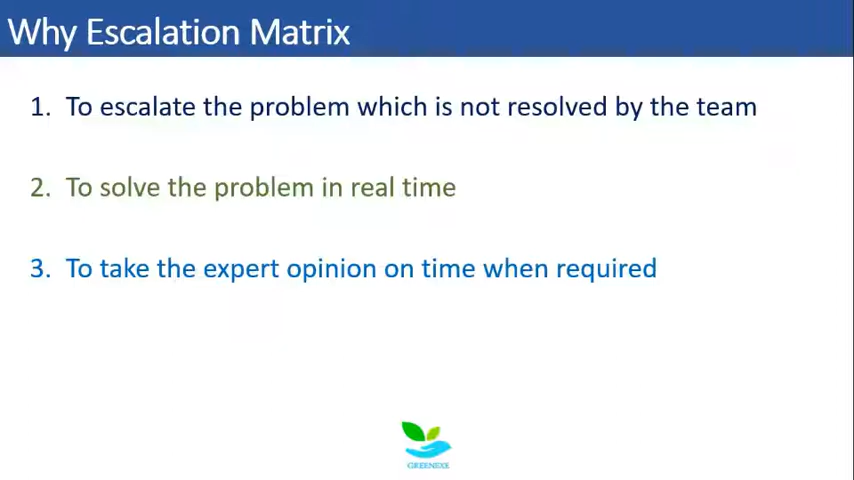 Why Escalation Matrix
1. To escalate the problem which is not resolved by the team
2. To solve the problem in real time
3. To take the expert opinion on time when required